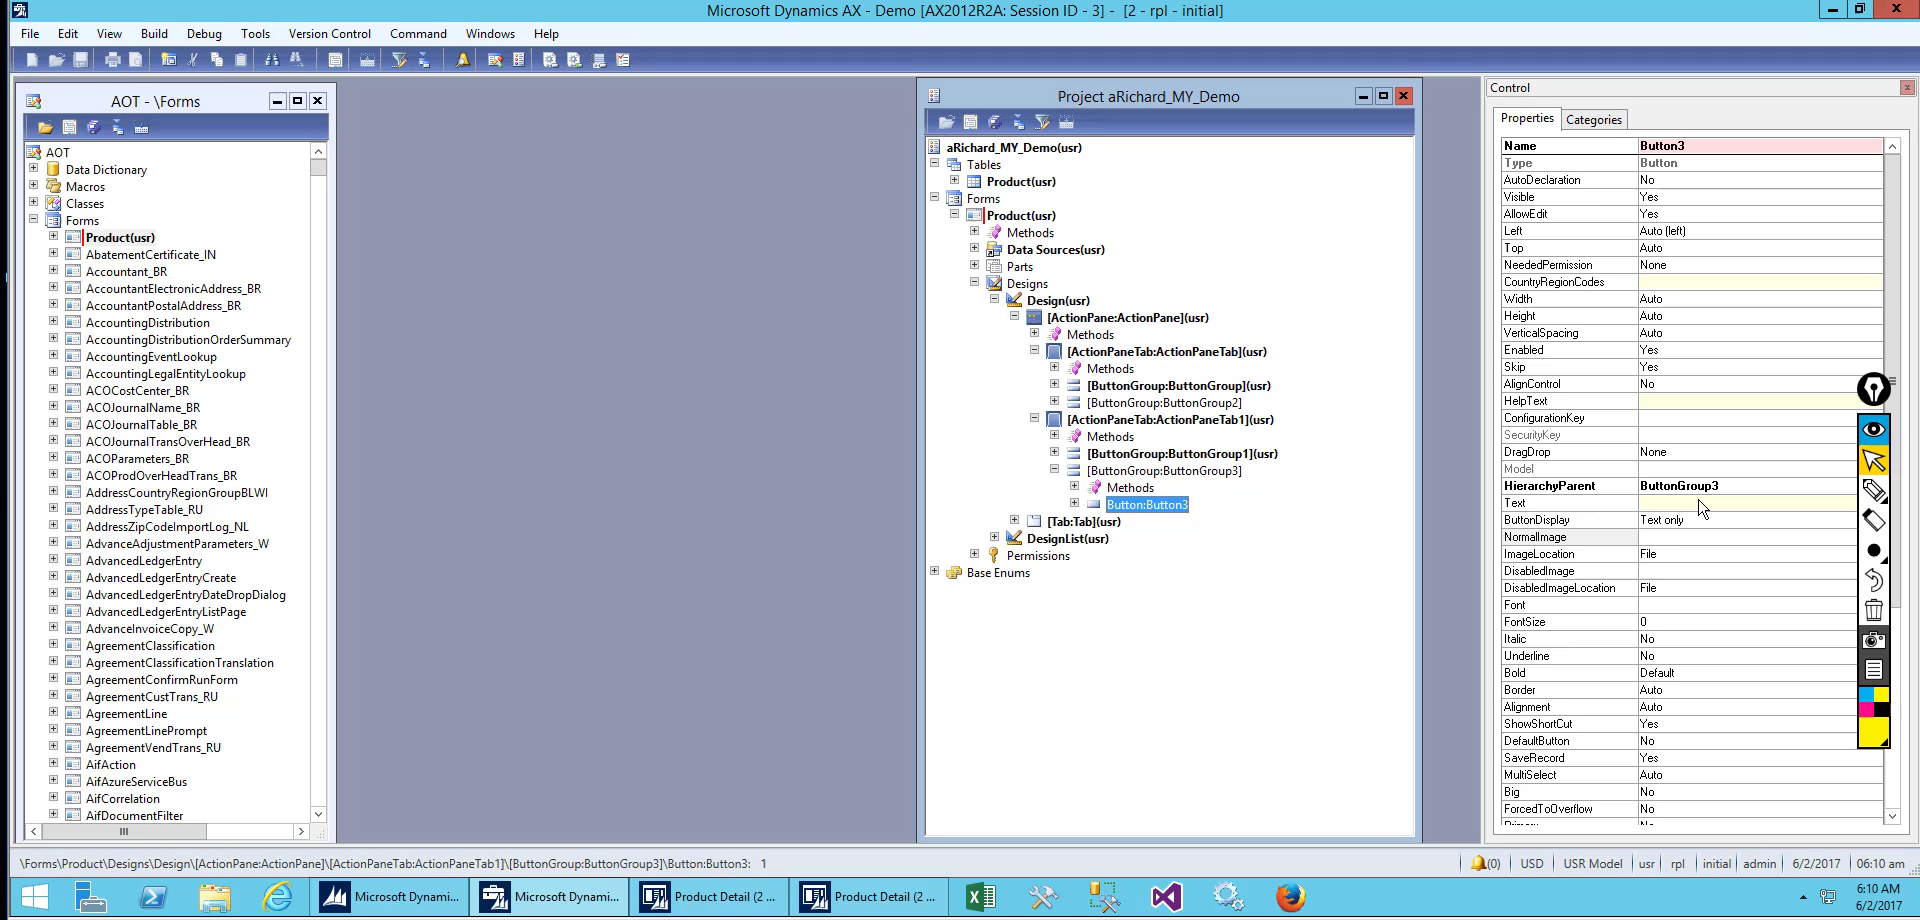 Microsoft Dynamics AX - Demo [AX2012R2A: Session ID - 3] - [2 - rpl - initial]
File Edit View Build Debug Tools Version Control Command Windows Help
AOT - \Forms
AOT
Data Dictionary
Macros
Classes
Forms
Product(usr)
AbatementCertificate_IN
Accountant_BR
AccountantElectronicAddress_BR
AccountantPostalAddress_BR
AccountingDistribution
AccountingDistributionOrderSummary
AccountingEventLookup
AccountingLegalEntityLookup
ACOCostCenter_BR
ACOJournalName_BR
ACOJournalTable_BR
ACOJournalTransOverHead_BR
ACOParameters_BR
ACOProdOverHeadTrans_BR
AddressCountryRegionGroupBLWI
AddressTypeTable_RU
AddressZipCodeImportLog_NL
AdvanceAdjustmentParameters_W
AdvancedLedgerEntry
AdvancedLedgerEntryCreate
AdvancedLedgerEntryDateDropDialog
AdvancedLedgerEntryListPage
AdvanceInvoiceCopy_W
AgreementClassification
AgreementClassificationTranslation
AgreementConfirmRunForm
AgreementCustTrans_RU
AgreementLine
AgreementLinePrompt
AgreementVendTrans_RU
AifAction
AifAzureServiceBus
AifCorrelation
AifDocumentFilter
Project aRichard_MY_Demo
aRichard_MY_Demo(usr)
Tables
Product(usr)
Forms
Product(usr)
Methods
Data Sources(usr)
Parts
Designs
Design(usr)
[ActionPane:ActionPane](usr)
Methods
[ActionPaneTab:ActionPaneTab](usr)
Methods
[ButtonGroup:ButtonGroup](usr)
[ButtonGroup:ButtonGroup2]
[ActionPaneTab:ActionPaneTab1](usr)
Methods
[ButtonGroup:ButtonGroup1](usr)
[ButtonGroup:ButtonGroup3]
Methods
Button:Button3
[Tab:Tab](usr)
DesignList(usr)
Permissions
Base Enums
Control
Properties Categories
Name Button3
Type Button
AutoDeclaration No
Visible Yes
AllowEdit Yes
Left Auto (left)
Top Auto
NeededPermission None
CountryRegionCodes
Width Auto
Height Auto
VerticalSpacing Auto
Enabled Yes
Skip Yes
AlignControl No
HelpText
ConfigurationKey
SecurityKey
DragDrop None
Model
HierarchyParent ButtonGroup3
Text
ButtonDisplay Text only
NormalImage
ImageLocation File
DisabledImage
DisabledImageLocation File
Font
FontSize 0
Italic No
Underline No
Bold Default
Border Auto
Alignment Auto
ShowShortCut Yes
DefaultButton No
SaveRecord Yes
MultiSelect Auto
Big No
ForcedToOverflow No
\Forms\Product\Designs\Design\[ActionPane:ActionPane]\[ActionPaneTab:ActionPaneTab1]\[ButtonGroup:ButtonGroup3]\Button:Button3: 1
(0) USD USR Model usr rpl initial admin 6/2/2017 06:10 am
Microsoft Dynami... Microsoft Dynami... Product Detail (2 ... Product Detail (2 ...
6:10 AM
6/2/2017